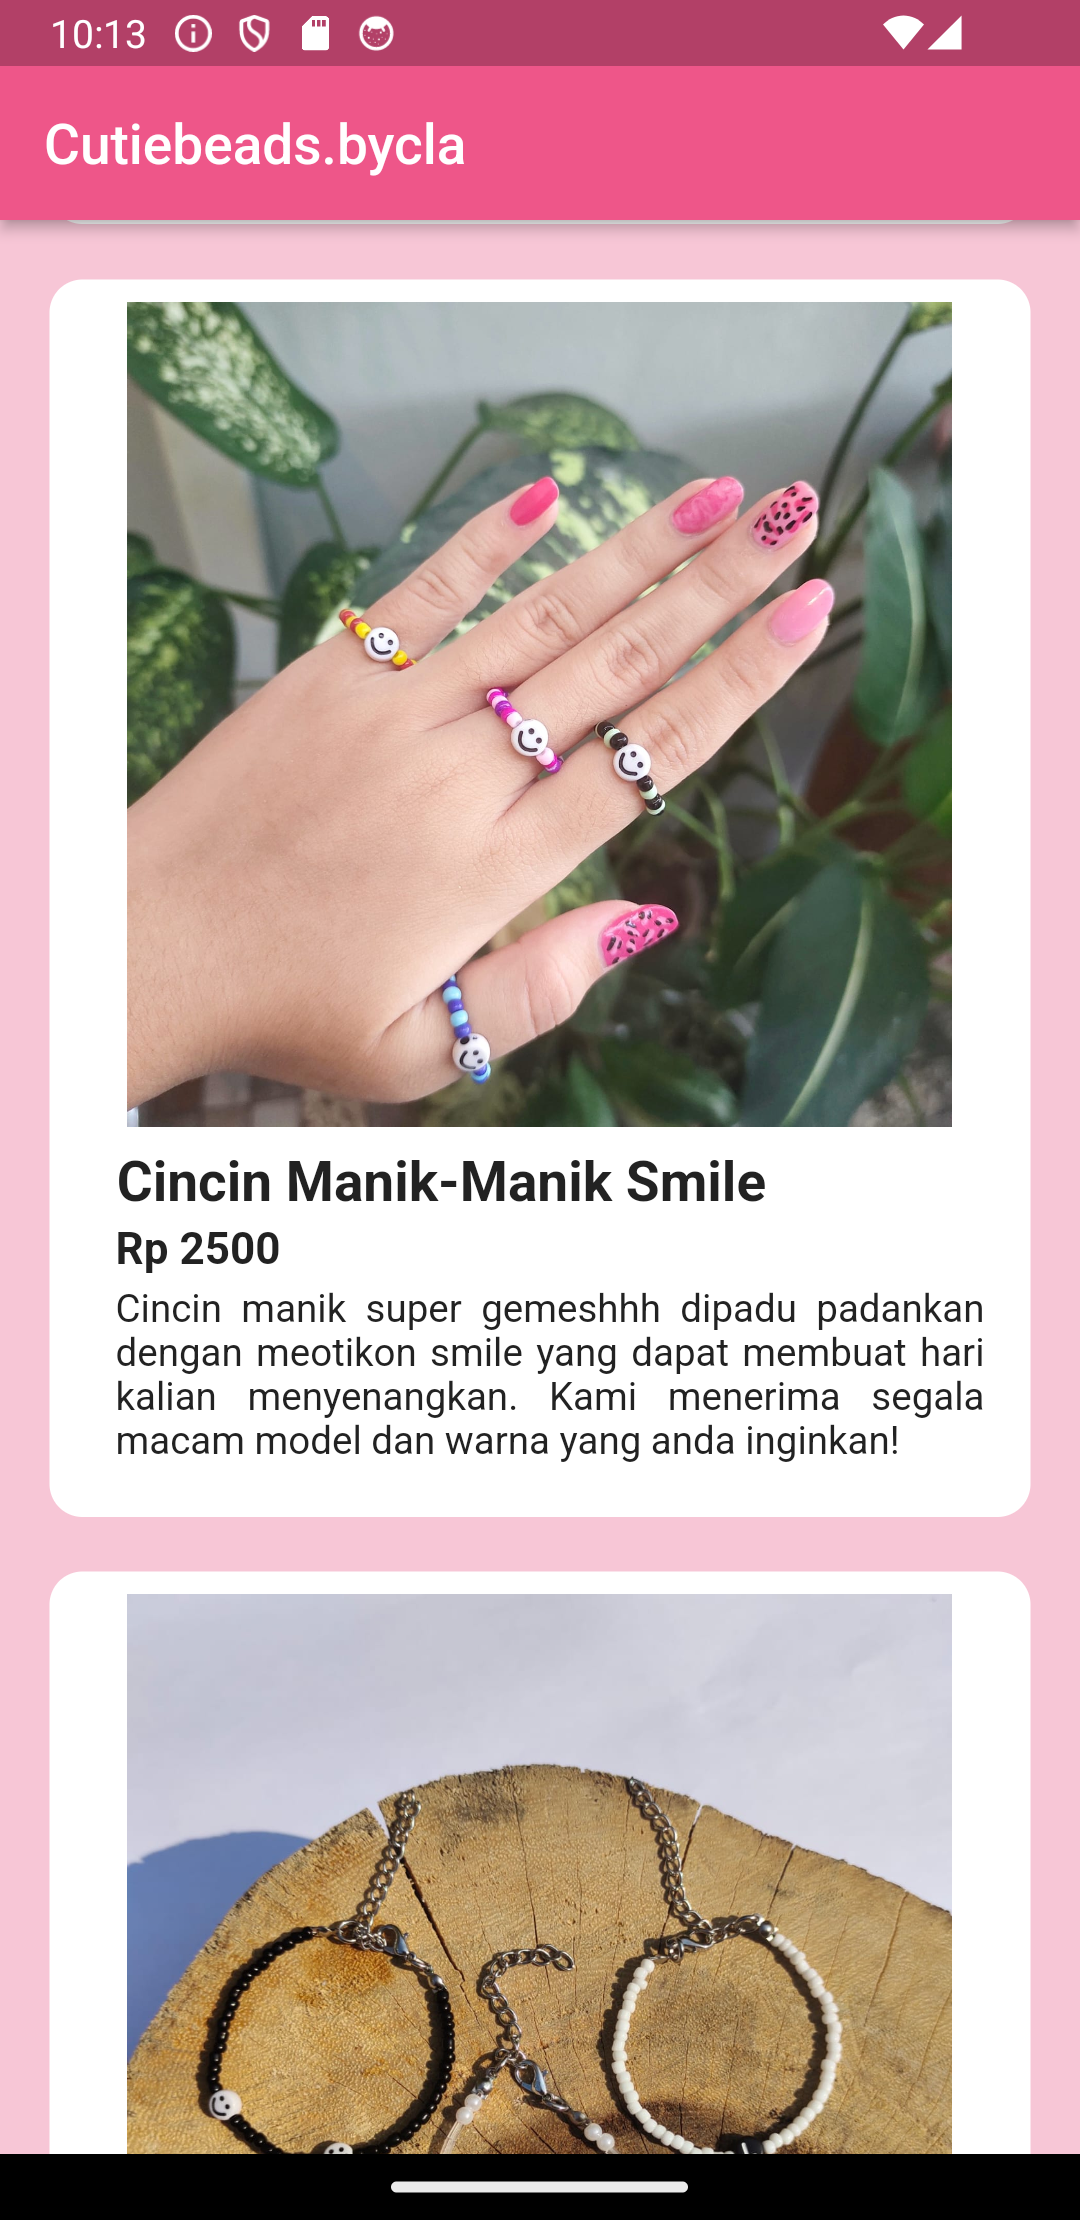 10:13
Cutiebeads.bycla
Cincin Manik-Manik Smile
Rp 2500
Cincin manik super gemeshhh dipadu padankan
dengan meotikon smile yang dapat membuat hari
kalian menyenangkan. Kami menerima segala
macam model dan warna yang anda inginkan!